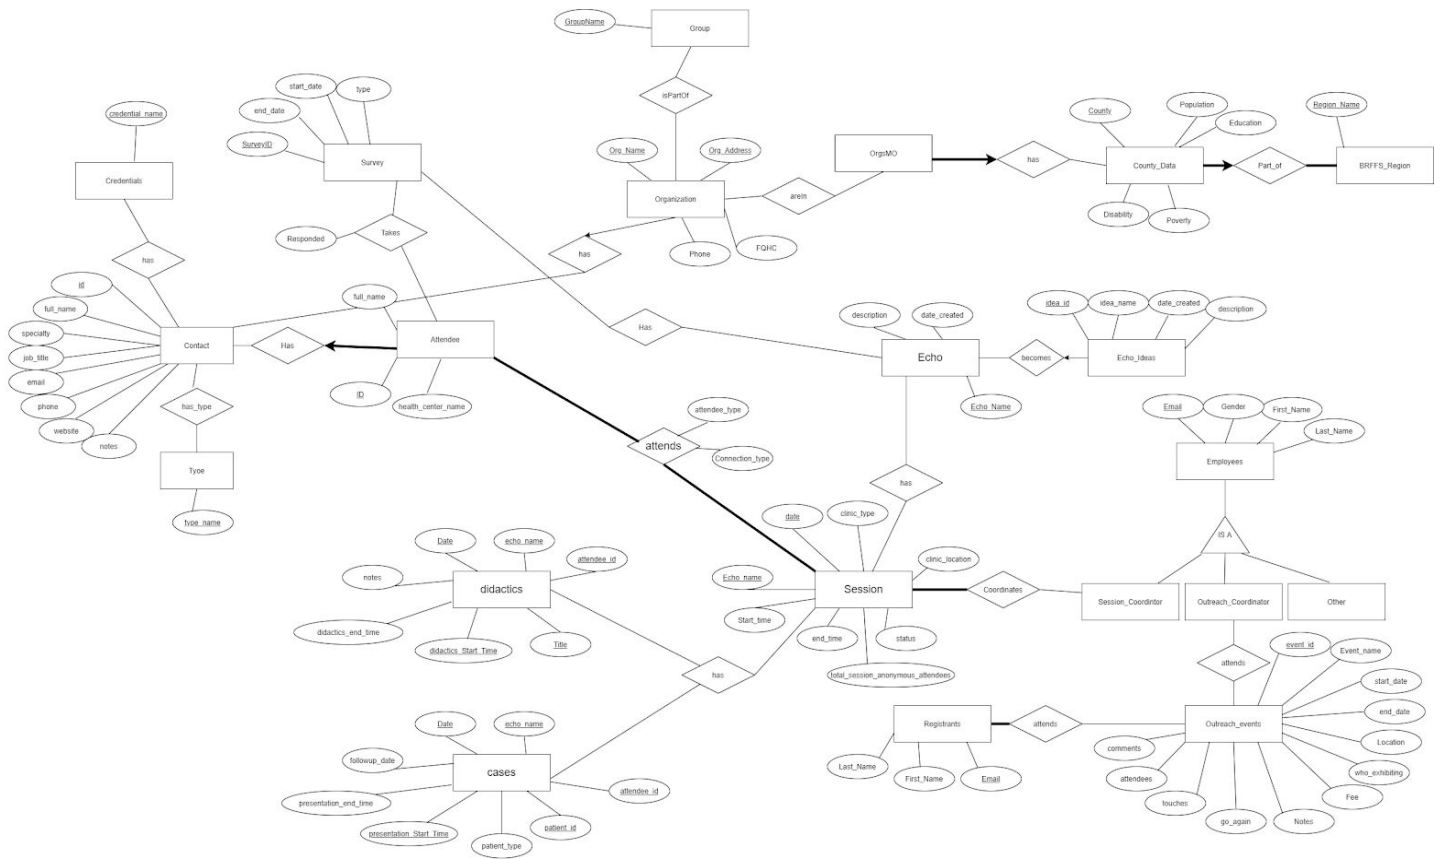 GroupName
Group
start_date
type
end_date
SurveyID
Survey
credential_name
Credentials
isPartOf
Org_Name
Org_Address
Organization
Phone
FQHC
areIn
OrgsMO
has
County
Population
Education
County_Data
Disability
Poverty
Part_of
Region_Name
BRFFS_Region
Responded
Takes
has
has
id
full_name
specialty
job_title
email
phone
website
notes
Contact
Has
full_name
Attendee
ID
health_center_name
has_type
Tyoe
type_name
Has
description
date_created
Echo
Echo_Name
becomes
idea_id
idea_name
date_created
description
Echo_Ideas
attendee_type
attends
Connection_type
has
Email
Gender
First_Name
Last_Name
Employees
IS A
Session_Coordintor
Outreach_Coordinator
Other
date
clinic_type
clinic_location
Echo_name
Session
Coordinates
Start_time
end_time
status
total_session_anonymous_attendees
Date
echo_name
attendee_id
notes
didactics
didactics_end_time
didactics_Start_Time
Title
has
Date
echo_name
followup_date
cases
presentation_end_time
attendee_id
presentation_Start_Time
patient_id
patient_type
attends
event_id
Event_name
start_date
end_date
Location
who_exhibiting
Fee
Notes
go_again
touches
attendees
comments
Outreach_events
Registrants
attends
Last_Name
First_Name
Email